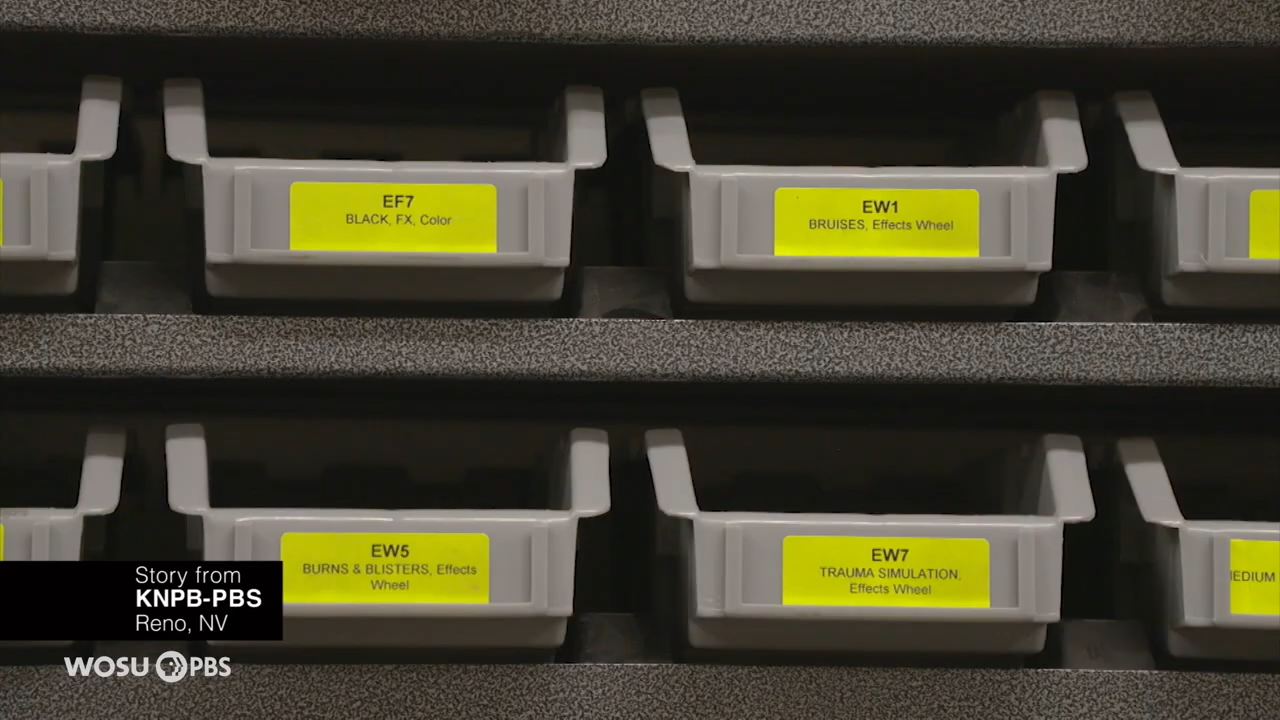 EF7
BLACK, FX, Color
EW1
BRUISES, Effects Wheel
EW5
BURNS & BLISTERS, Effects
Wheel
EW7
TRAUMA SIMULATION,
Effects Wheel
Story from
KNPB-PBS
Reno, NV
WOSU PBS